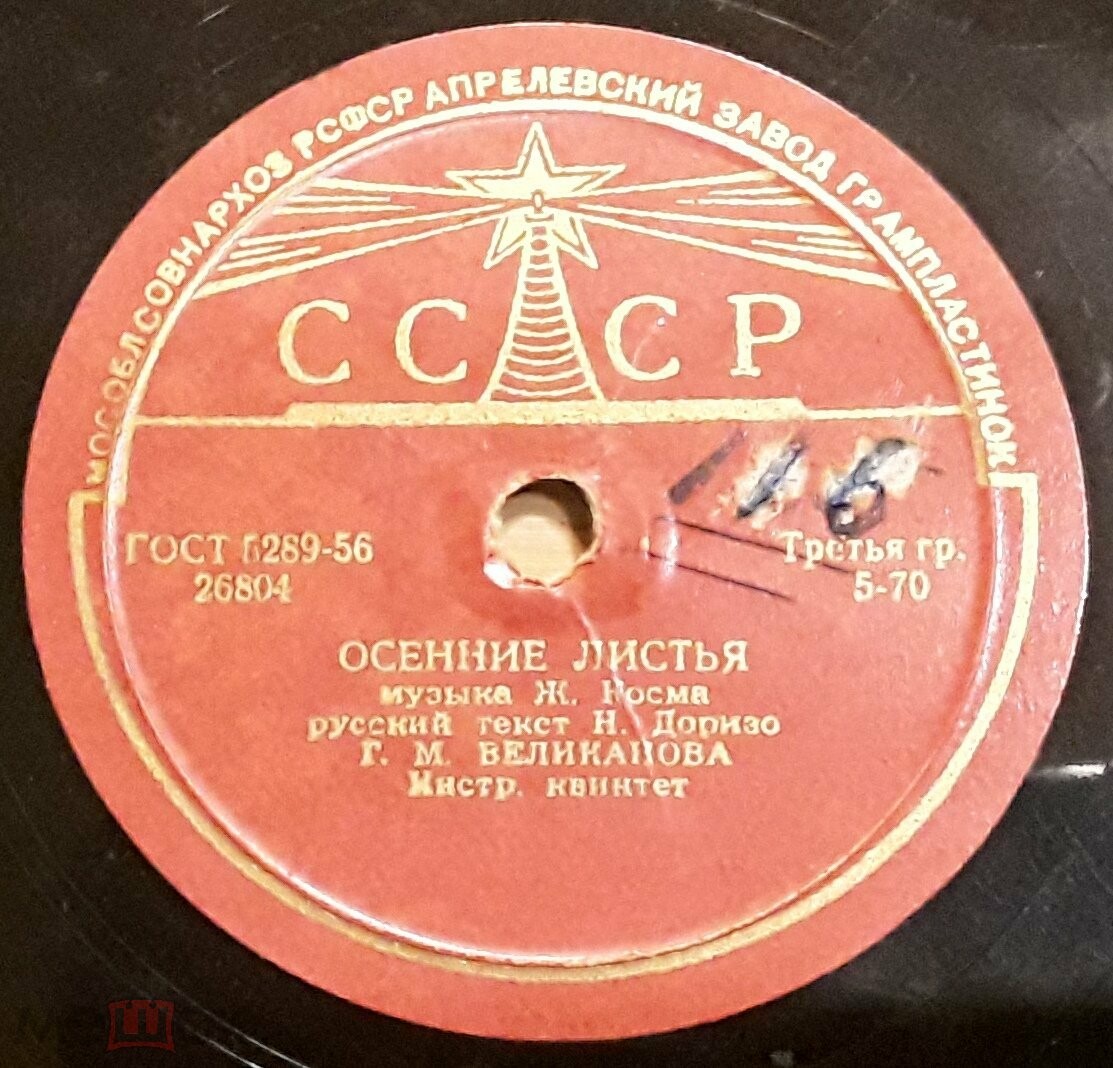 МОСОБЛСОВНАРХОЗ РСФСР АПРЕЛЕВСКИЙ ЗАВОД ГРАМПЛАСТИНОК
СССР
18
ГОСТ 5289-56
Третья гр.
26804
5-70
ОСЕННИЕ ЛИСТЬЯ
музыка Ж. Косма
русский текст Н. Доризо
Г. М. ВЕЛИКАНОВА
Инстр. квинтет